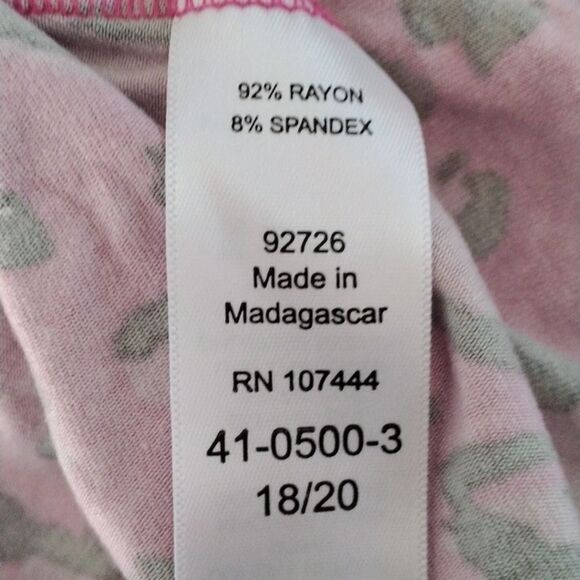 92% RAYON
8% SPANDEX
92726
Made in
Madagascar
RN 107444
41-0500-3
18/20